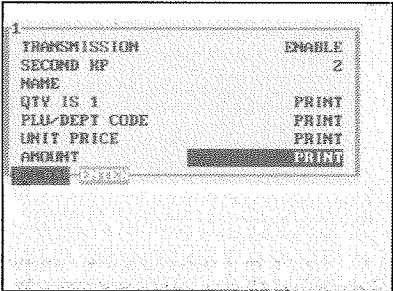 1
TRANSMISSION ENABLE
SECOND KP 2
NAME
QTY IS 1 PRINT
PLU/DEPT CODE PRINT
UNIT PRICE PRINT
AMOUNT PRINT